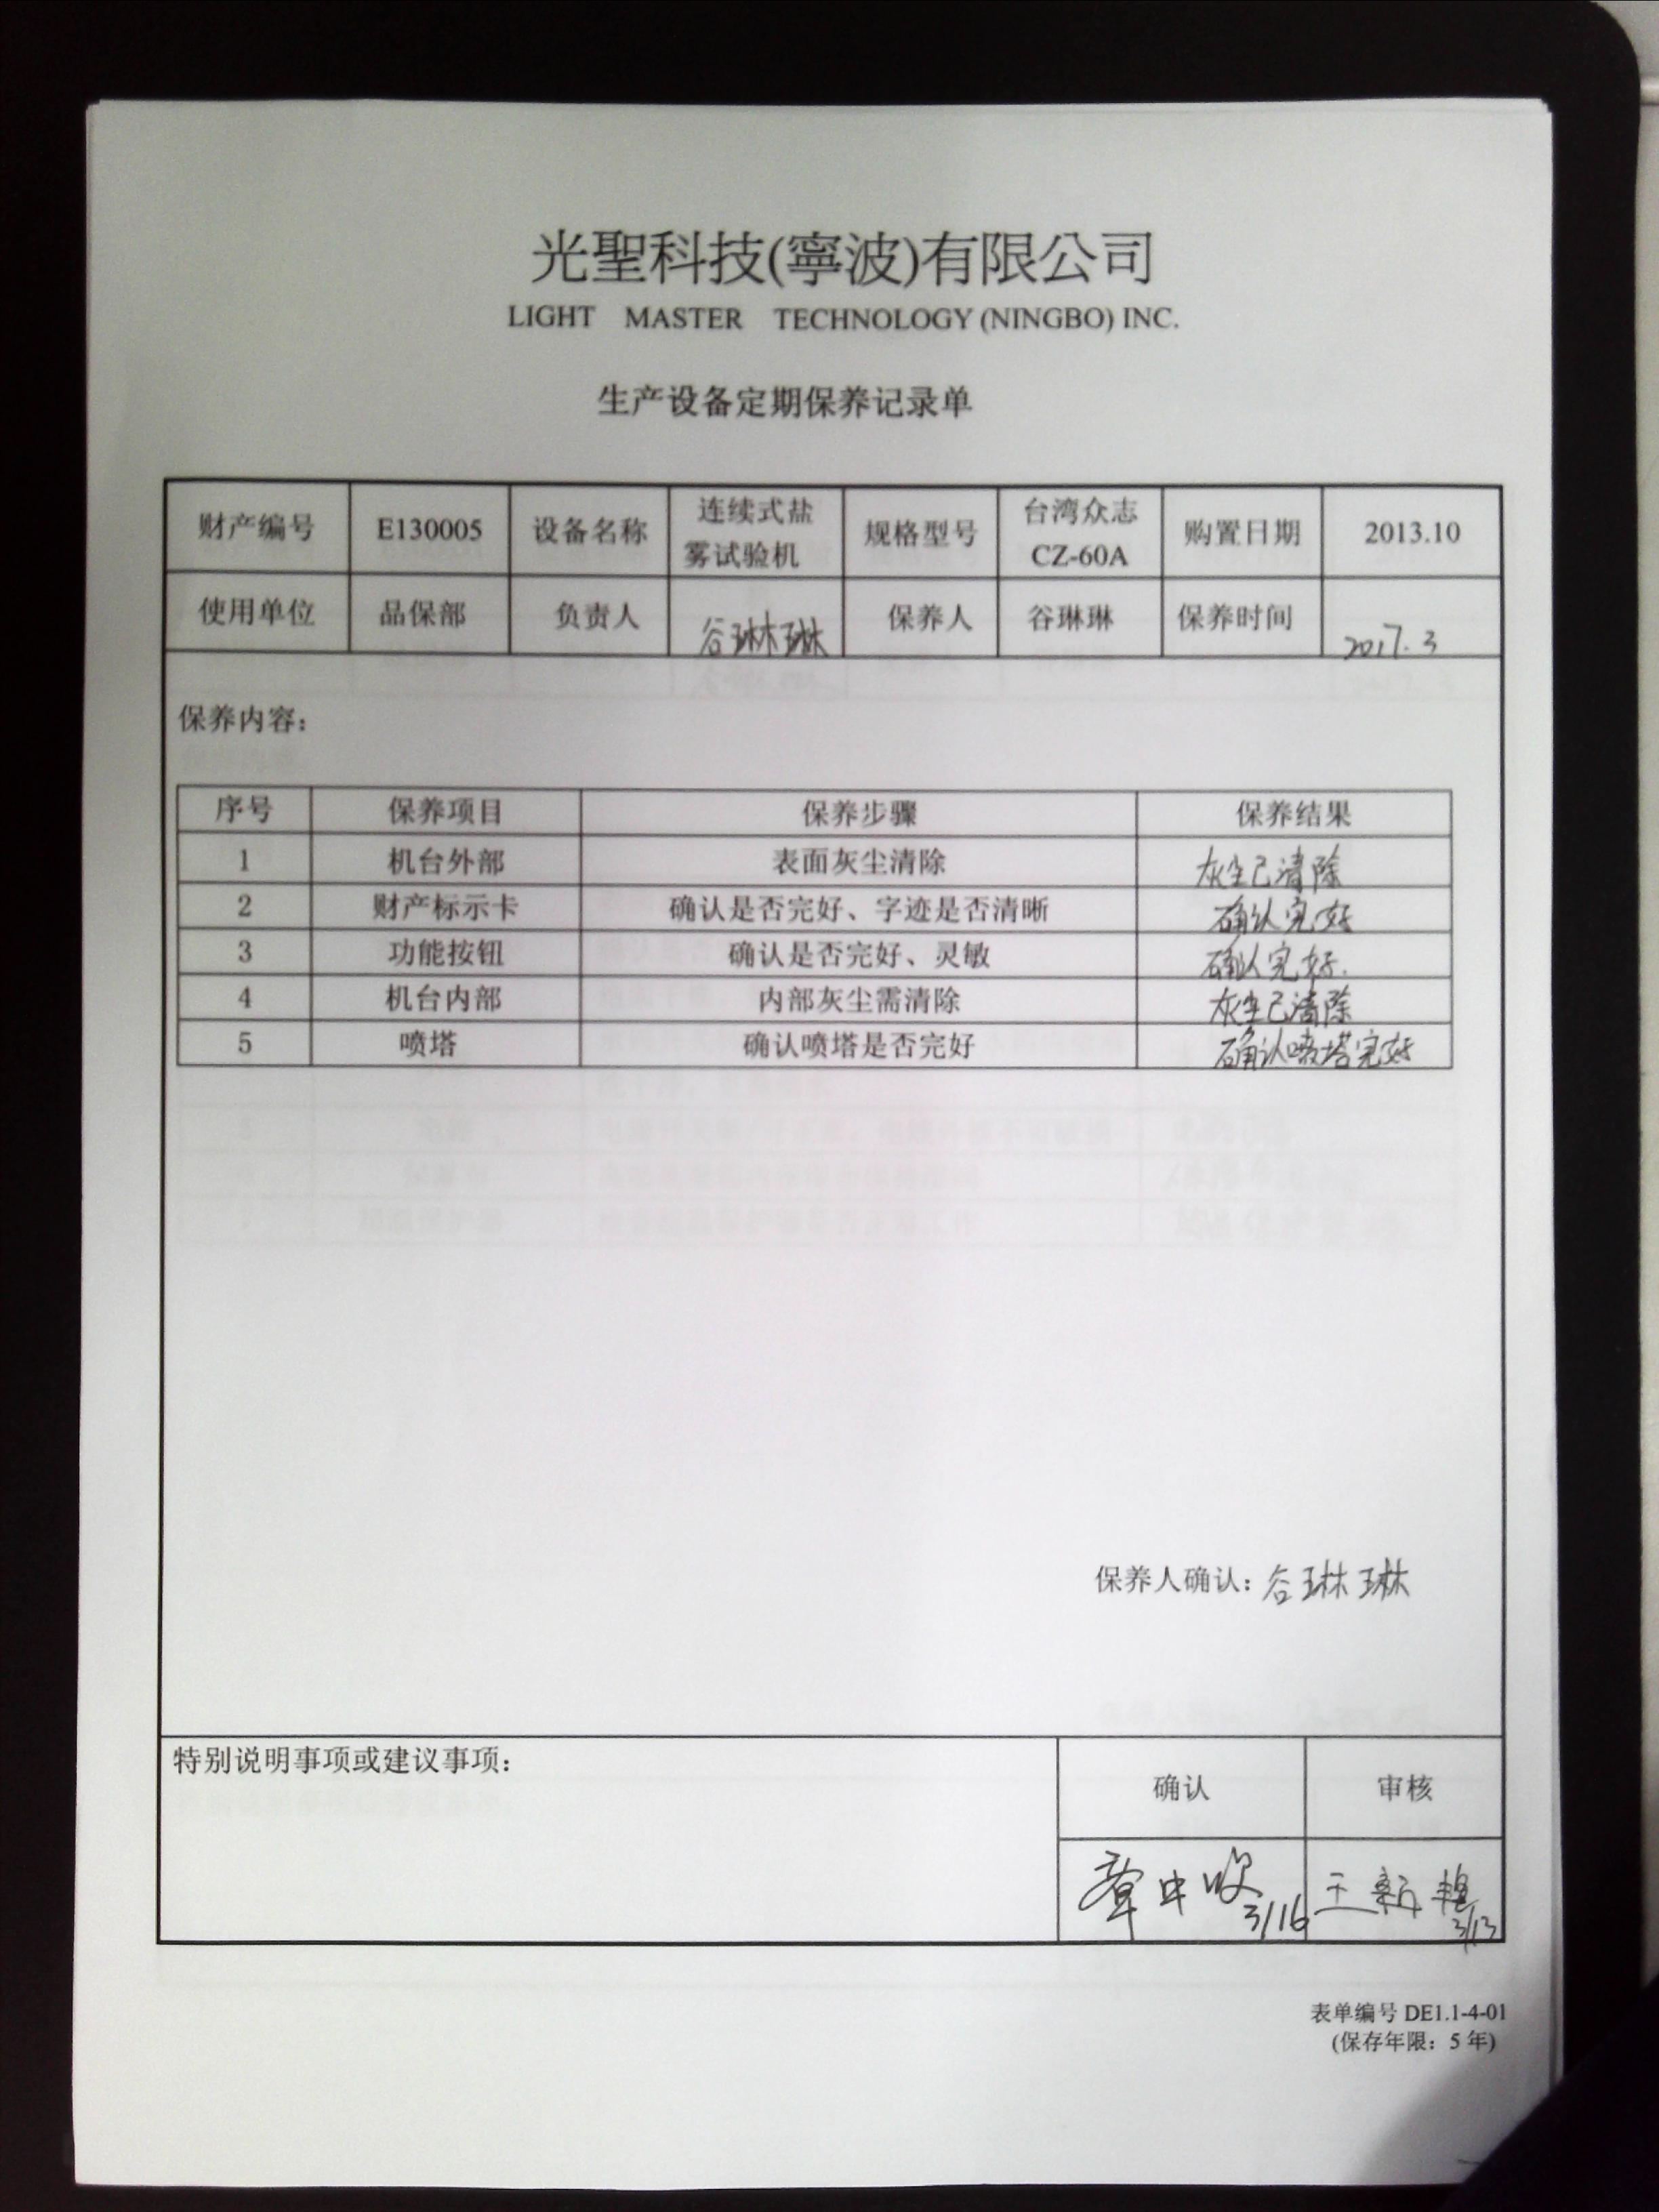 光聖科技(寧波)有限公司
LIGHT MASTER TECHNOLOGY (NINGBO) INC.
生产设备定期保养记录单
财产编号 E130005 设备名称 连续式盐雾试验机 规格型号 台湾众志 CZ-60A 购置日期 2013.10
使用单位 品保部 负责人 谷琳琳 保养人 谷琳琳 保养时间 2017.3
保养内容：
序号 保养项目 保养步骤 保养结果
1 机台外部 表面灰尘清除 灰尘已清除
2 财产标示卡 确认是否完好、字迹是否清晰 确认完好
3 功能按钮 确认是否完好、灵敏 确认完好.
4 机台内部 内部灰尘需清除 灰尘已清除
5 喷塔 确认喷塔是否完好 确认喷塔完好
保养人确认：谷琳琳
特别说明事项或建议事项：
确认 审核
3/16 王新 3/13
表单编号 DE1.1-4-01
(保存年限：5 年)